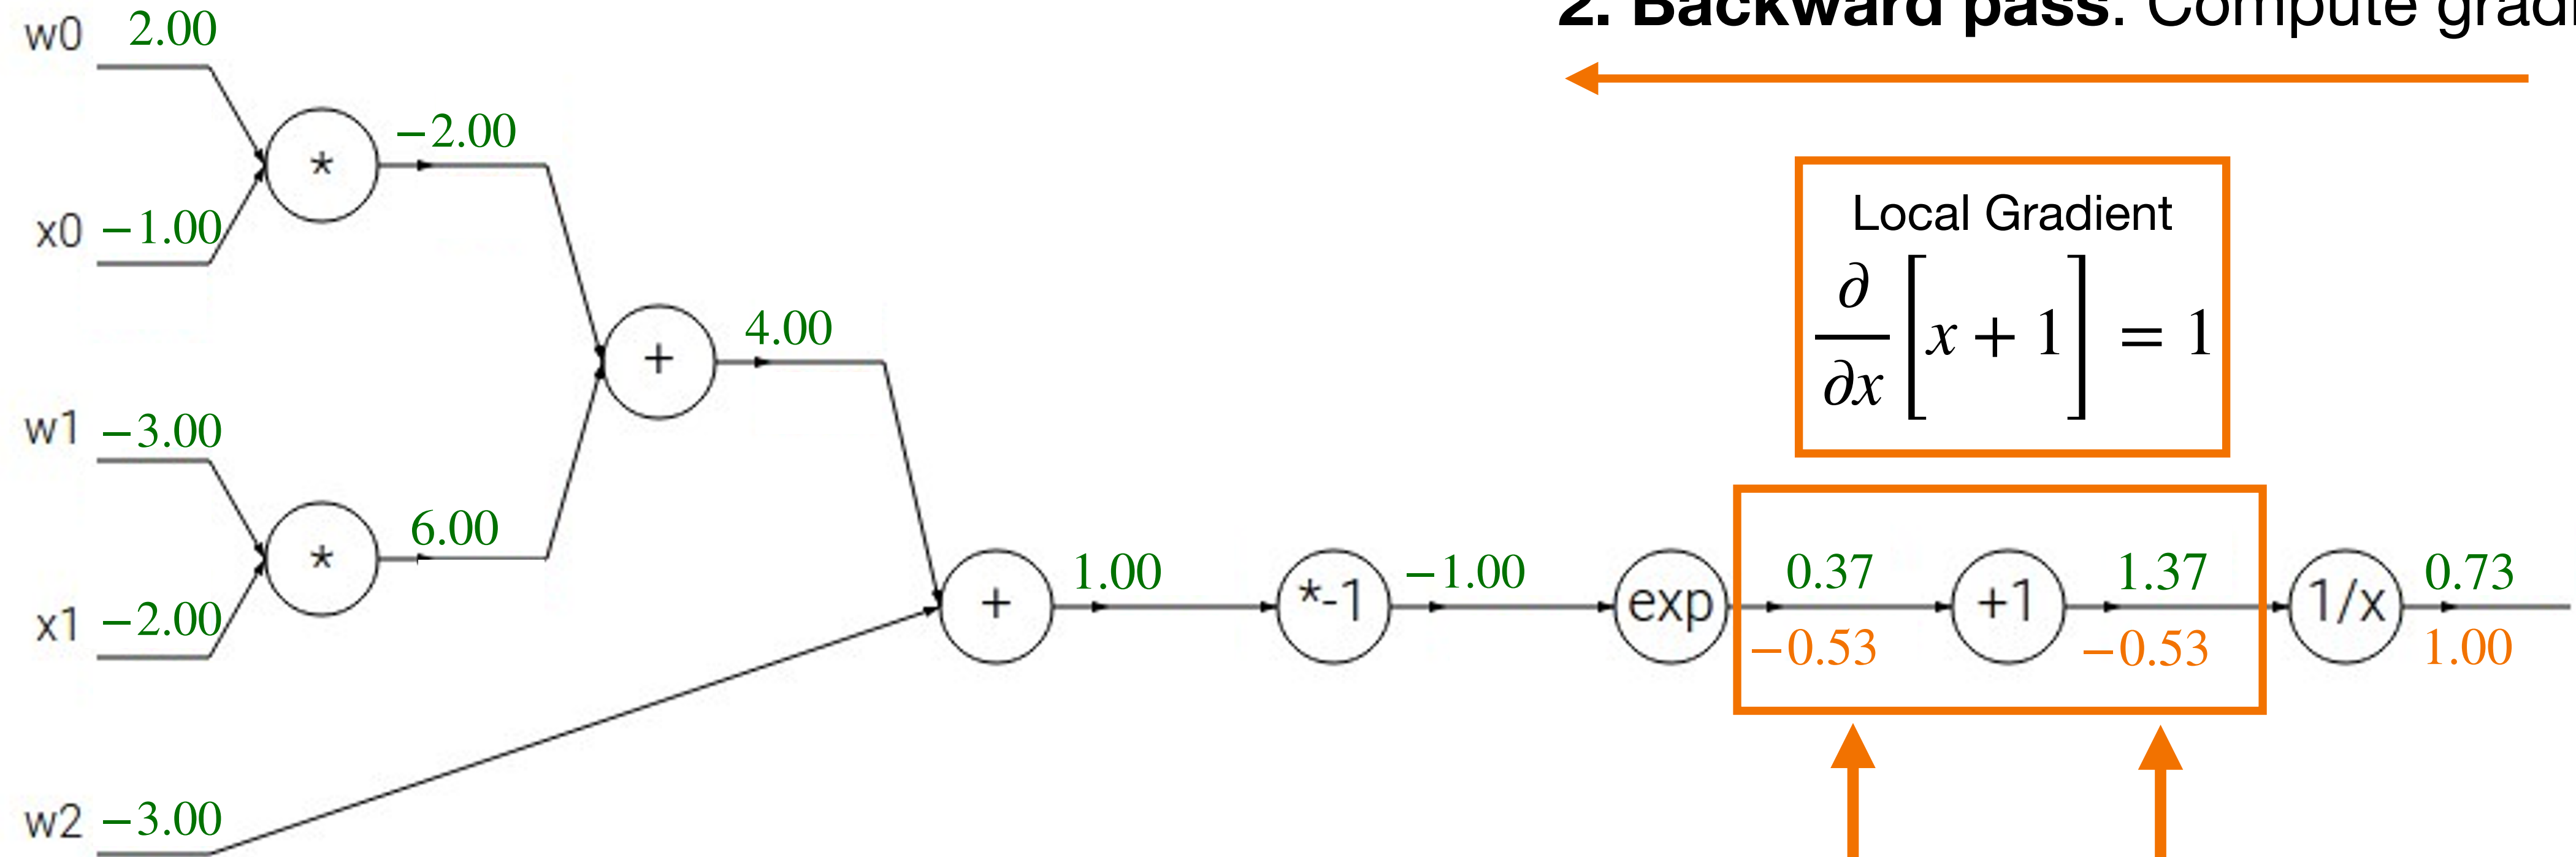 2. Backward pass. Compute gradi
w0 2.00
* −2.00
x0 −1.00
Local Gradient
∂/∂x [x + 1] = 1
+ 4.00
w1 −3.00
* 6.00
x1 −2.00
+ 1.00 *-1 −1.00 exp 0.37 +1 1.37 1/x 0.73
−0.53 −0.53 1.00
w2 −3.00